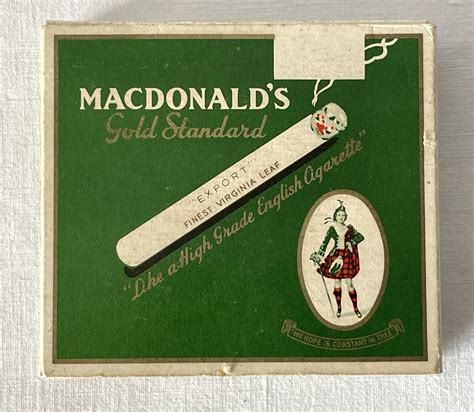 MACDONALD'S
Gold Standard
"EXPORT"
FINEST VIRGINIA LEAF
"Like a High Grade English Cigarette"
MY HOPE IS CONSTANT IN THEE